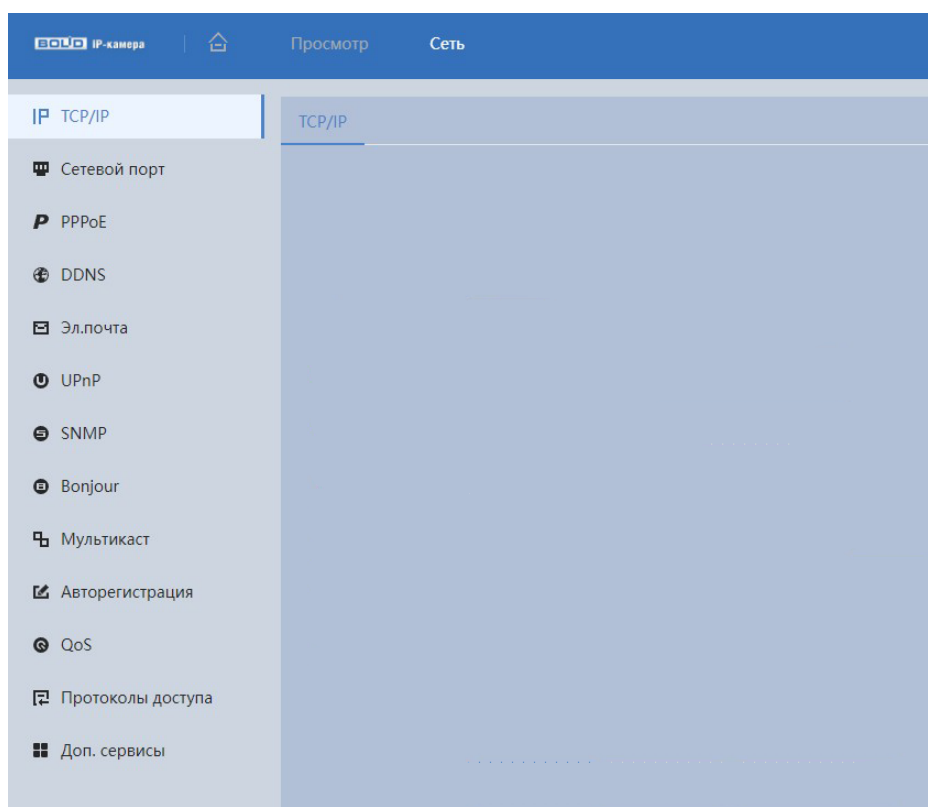 BOLID IP-камера
Просмотр
Сеть
TCP/IP
TCP/IP
Сетевой порт
PPPoE
DDNS
Эл.почта
UPnP
SNMP
Bonjour
Мультикаст
Авторегистрация
QoS
Протоколы доступа
Доп. сервисы